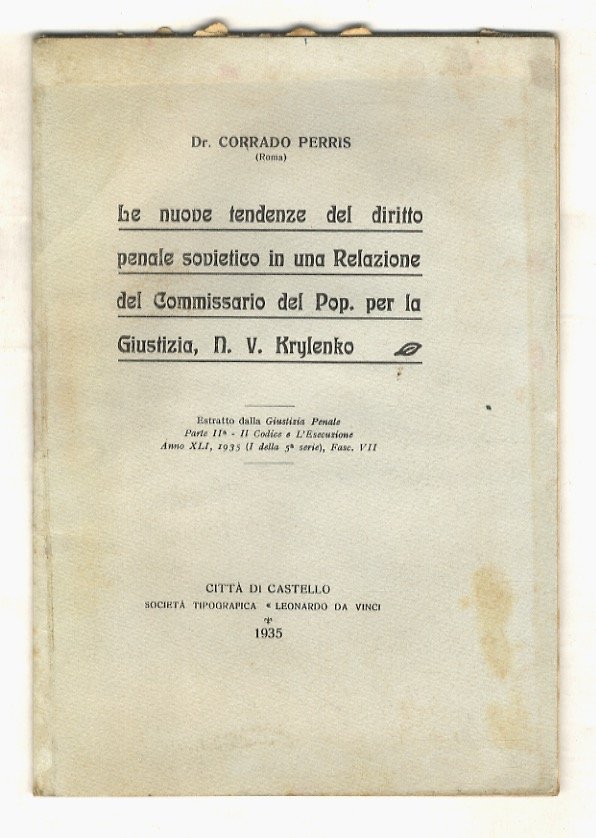 Dr. CORRADO PERRIS
(Roma)
Le nuove tendenze del diritto
penale sovietico in una Relazione
del Commissario del Pop. per la
Giustizia, N. V. Krylenko
Estratto dalla Giustizia Penale
Parte IIª - Il Codice e L'Esecuzione
Anno XLI, 1935 (I della 5ª serie), Fasc. VII
CITTÀ DI CASTELLO
SOCIETÀ TIPOGRAFICA « LEONARDO DA VINCI
1935